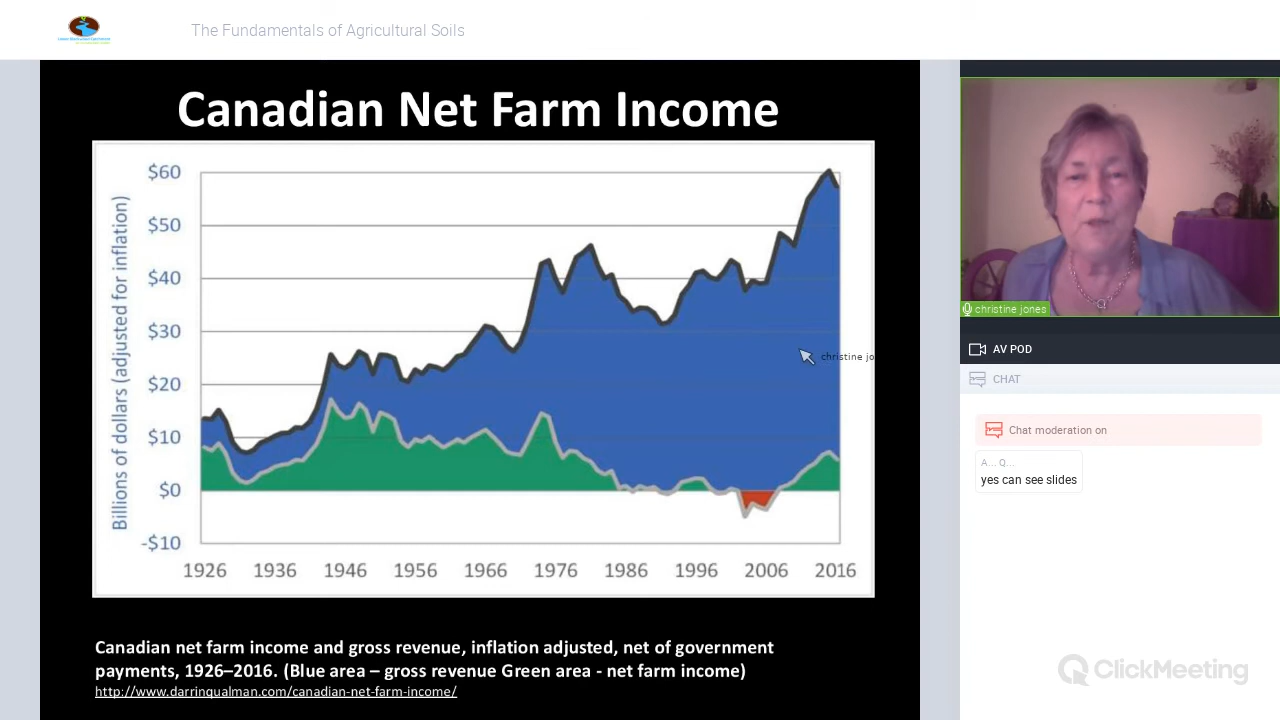 The Fundamentals of Agricultural Soils
Canadian Net Farm Income
Billions of dollars (adjusted for inflation)
$60
$50
$40
$30
$20
$10
$0
-$10
1926 1936 1946 1956 1966 1976 1986 1996 2006 2016
christine jo
Canadian net farm income and gross revenue, inflation adjusted, net of government
payments, 1926–2016. (Blue area – gross revenue Green area - net farm income)
http://www.darrinqualman.com/canadian-net-farm-income/
christine jones
AV POD
CHAT
Chat moderation on
A... Q...
yes can see slides
ClickMeeting